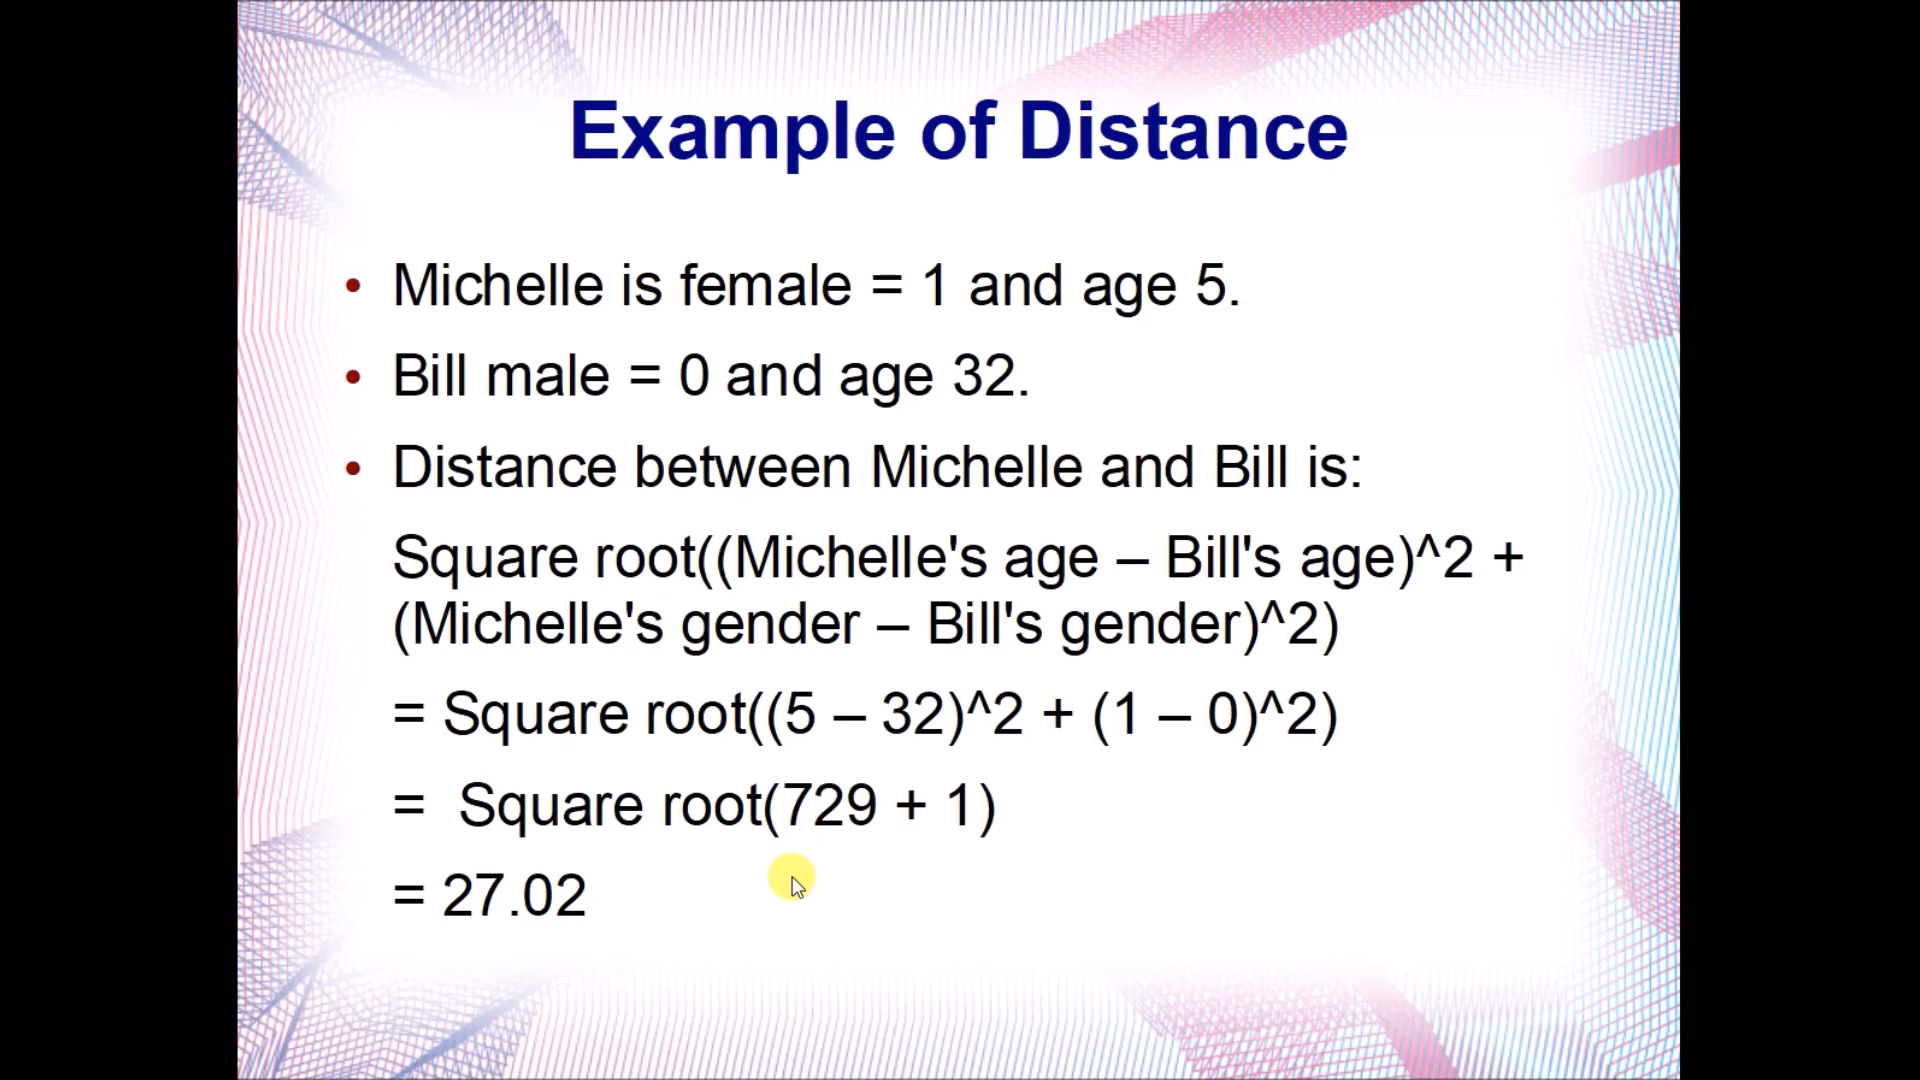 Example of Distance
• Michelle is female = 1 and age 5.
• Bill male = 0 and age 32.
• Distance between Michelle and Bill is:
Square root((Michelle's age – Bill's age)^2 +
(Michelle's gender – Bill's gender)^2)
= Square root((5 – 32)^2 + (1 – 0)^2)
= Square root(729 + 1)
= 27.02